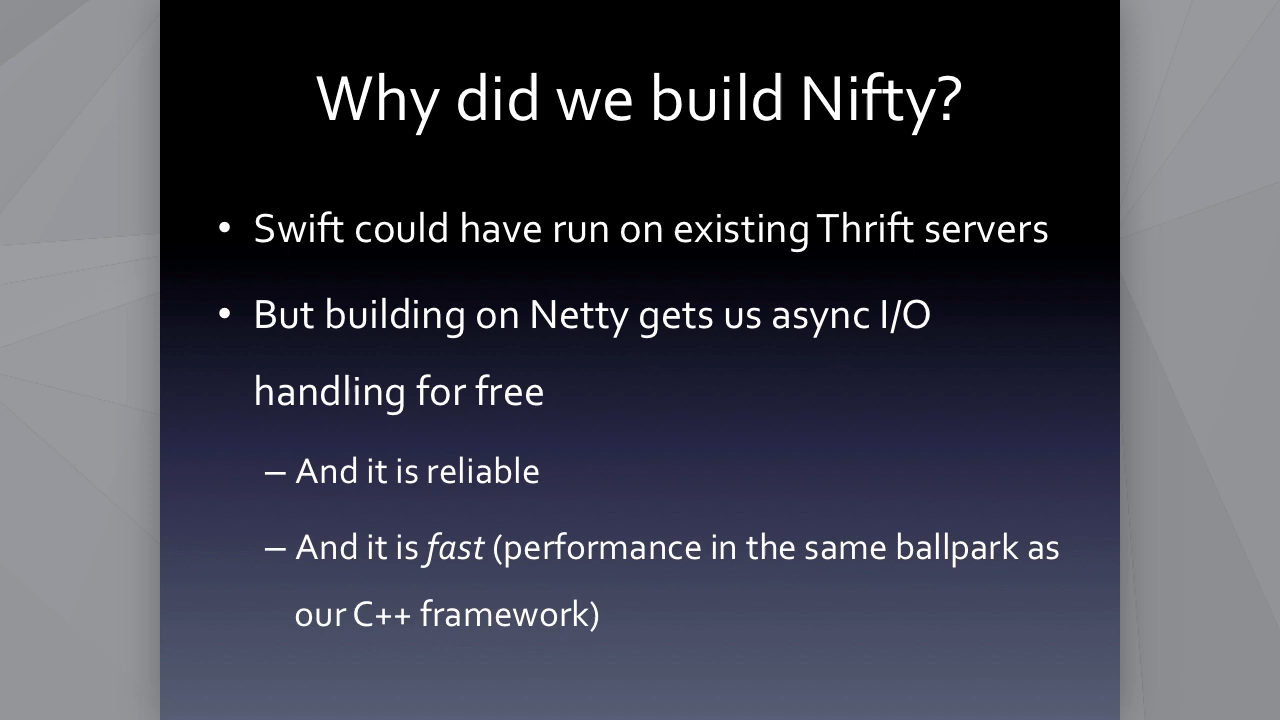 Why did we build Nifty?
• Swift could have run on existing Thrift servers
• But building on Netty gets us async I/O
handling for free
– And it is reliable
– And it is fast (performance in the same ballpark as
our C++ framework)